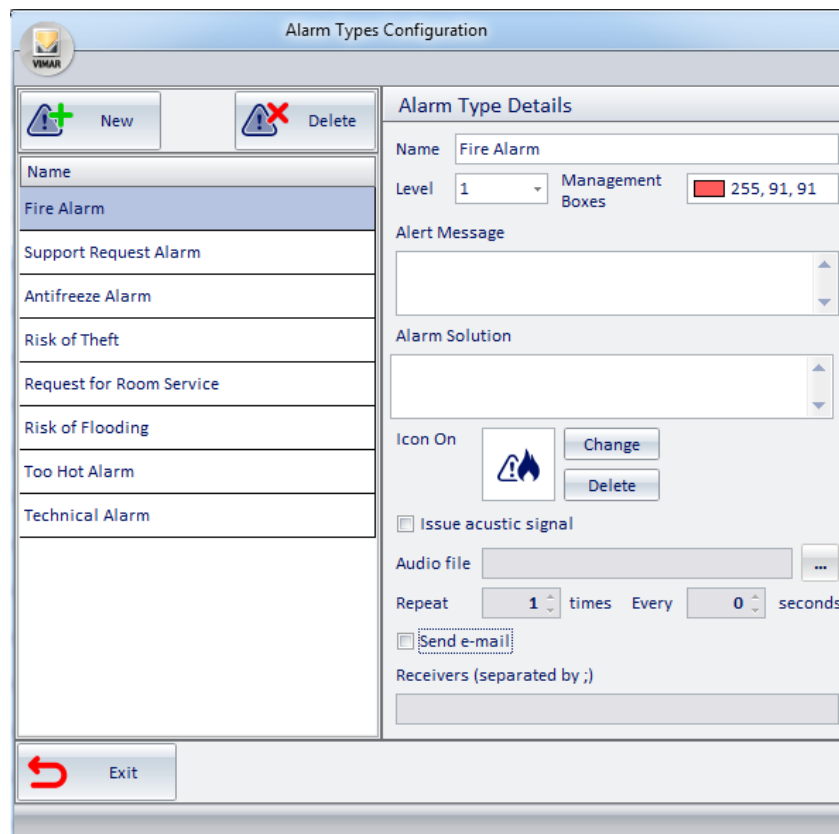 Alarm Types Configuration
VIMAR
New
Delete
Name
Fire Alarm
Support Request Alarm
Antifreeze Alarm
Risk of Theft
Request for Room Service
Risk of Flooding
Too Hot Alarm
Technical Alarm
Alarm Type Details
Name Fire Alarm
Level 1 Management Boxes 255, 91, 91
Alert Message
Alarm Solution
Icon On
Change
Delete
Issue acustic signal
Audio file ...
Repeat 1 times Every 0 seconds
Send e-mail
Receivers (separated by ;)
Exit